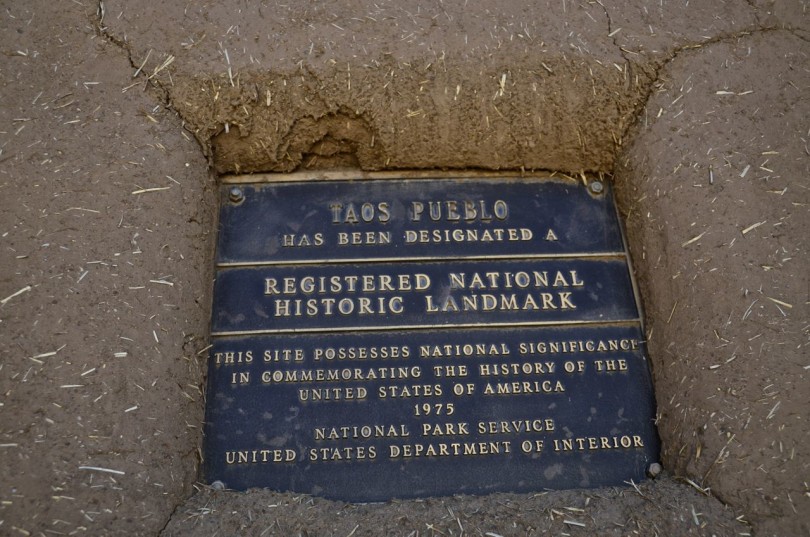 TAOS PUEBLO
HAS BEEN DESIGNATED A
REGISTERED NATIONAL
HISTORIC LANDMARK
THIS SITE POSSESSES NATIONAL SIGNIFICANCE
IN COMMEMORATING THE HISTORY OF THE
UNITED STATES OF AMERICA
1975
NATIONAL PARK SERVICE
UNITED STATES DEPARTMENT OF INTERIOR